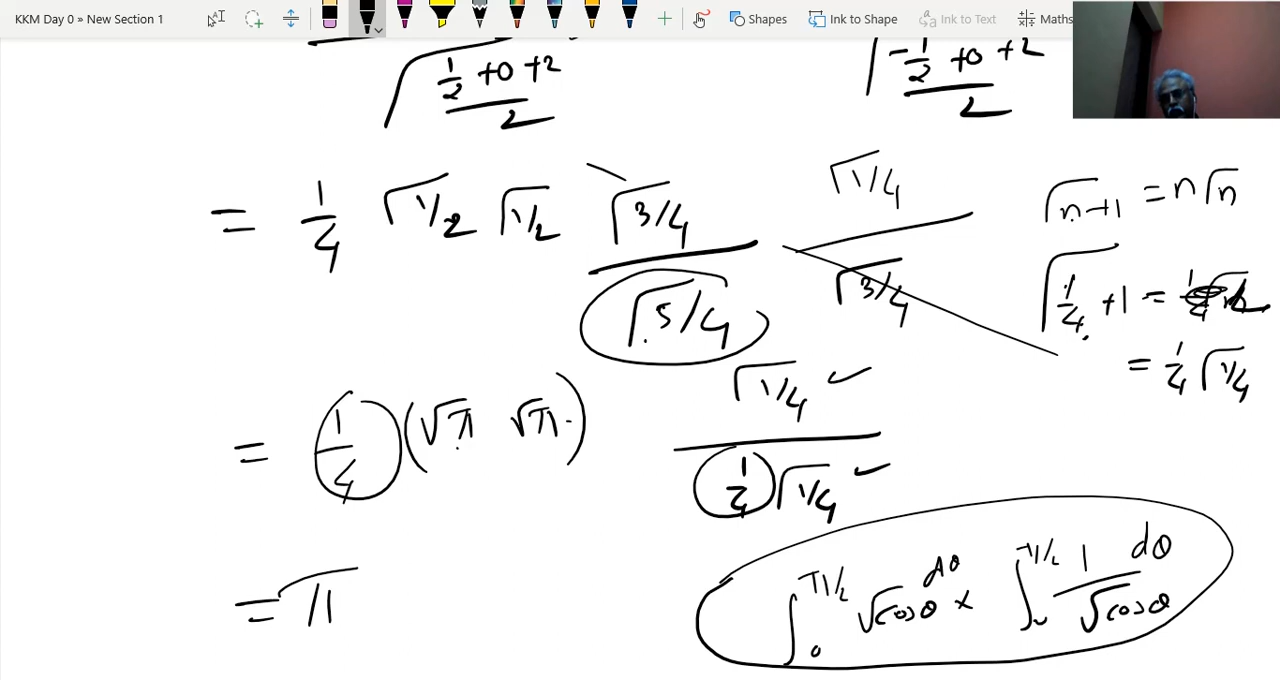 KKM Day 0 » New Section 1
Shapes
Ink to Shape
Ink to Text
Maths
Γ(1/2 +0 +2)/2
Γ(-1/2 +0 +2)/2
= 1/4 Γ1/2 Γ1/2 Γ3/4 / Γ5/4 Γ1/4 / Γ3/4
Γn+1 = nΓn
Γ1/4 +1 =
= 1/4 Γ1/4
= 1/4 (√π √π) Γ1/4 / 1/4 Γ1/4
= π
∫0^π/2 √cosθ dθ × ∫0^π/2 1/√cosθ dθ